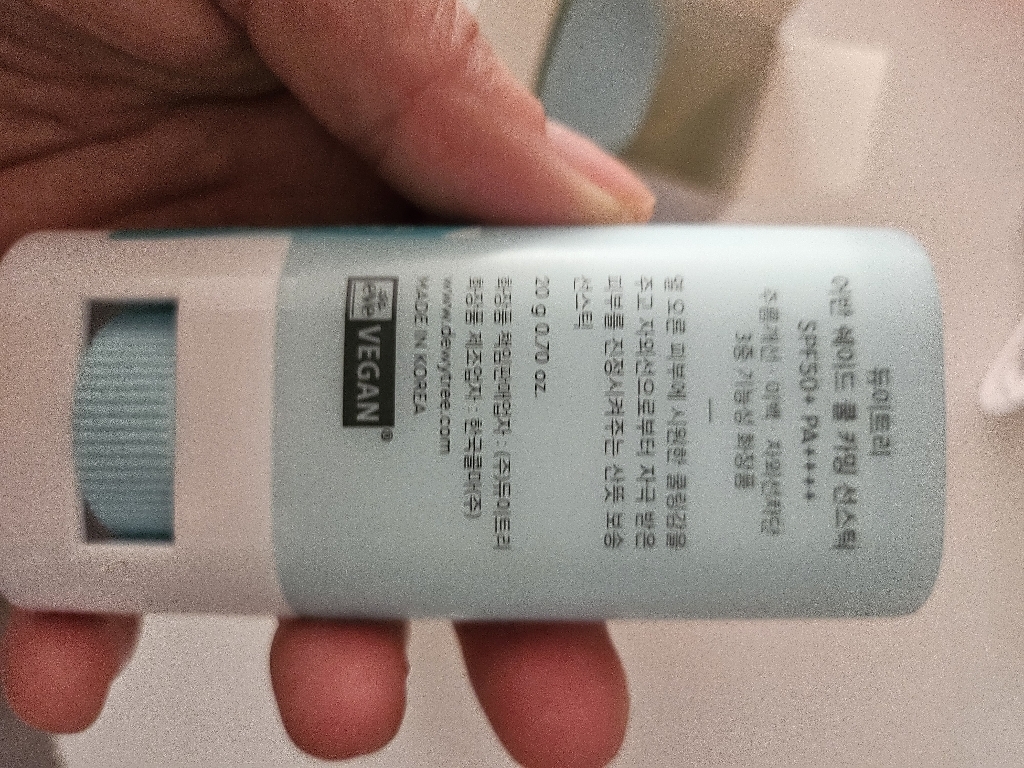 듀이트리
어반 쉐이드 쿨 카밍 선스틱
SPF50+ PA++++
주름개선 · 미백 · 자외선차단
3중 기능성 화장품
열 오른 피부에 시원한 쿨링감을
주고 자외선으로부터 자극 받은
피부를 진정시켜주는 산뜻 보송
선스틱
20 g 0.70 oz.
화장품 책임판매업자 : (주)듀이트리
화장품 제조업자 : 한국콜마(주)
www.dewytree.com
MADE IN KOREA
eve VEGAN®